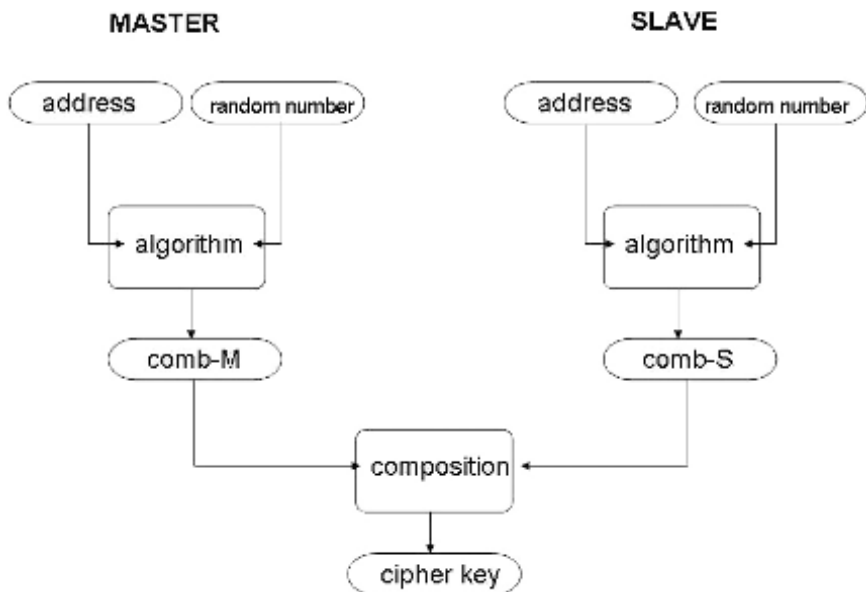 MASTER
SLAVE
address
random number
address
random number
algorithm
algorithm
comb-M
comb-S
composition
cipher key